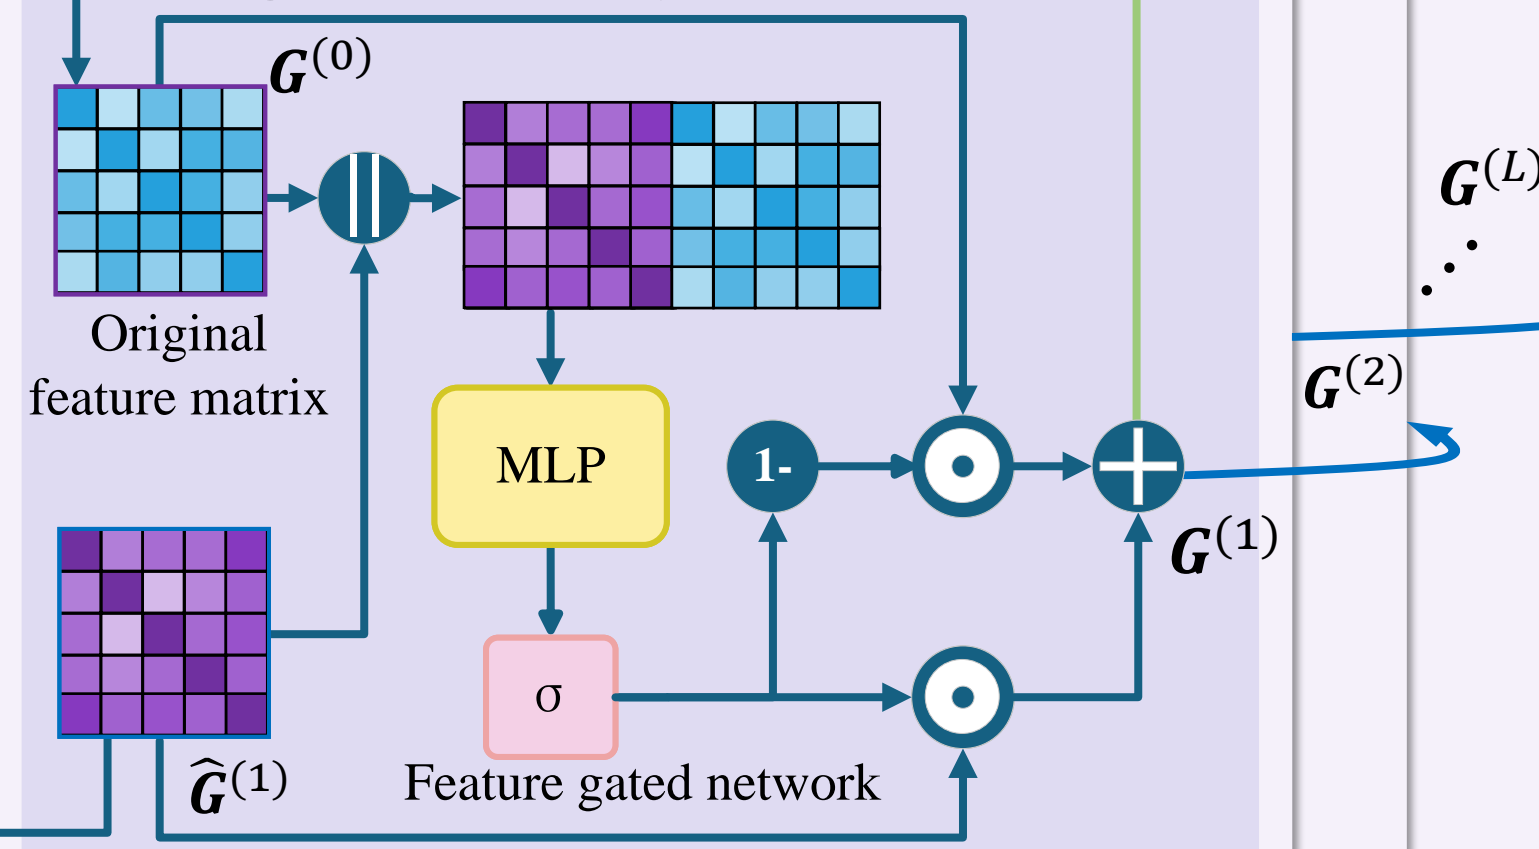 G^(0)
Original
feature matrix
MLP
1-
σ
Ĝ^(1)
Feature gated network
G^(1)
G^(2)
G^(L)